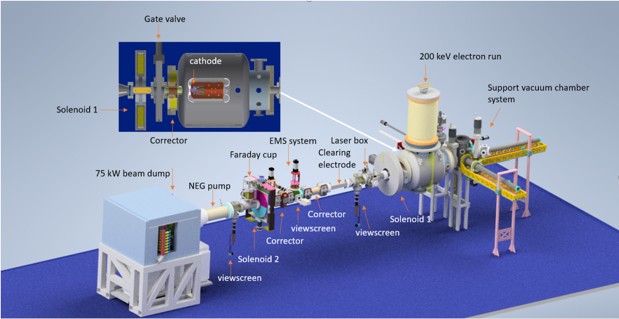 Gate valve
cathode
Solenoid 1
Corrector
200 keV electron run
Support vacuum chamber
system
EMS system
Laser box
Faraday cup
Clearing
electrode
75 kW beam dump
NEG pump
Solenoid 1
Corrector
viewscreen
viewscreen
Corrector
Solenoid 2
viewscreen